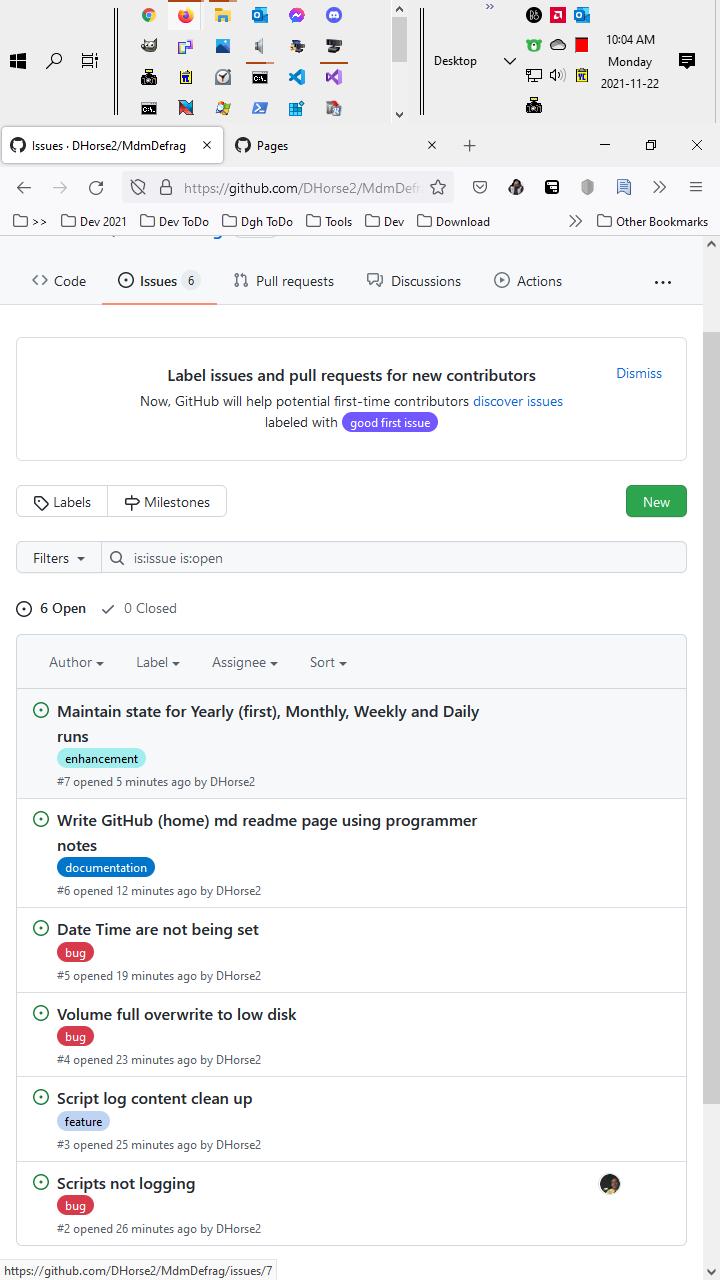 10:04 AM
Desktop
Monday
2021-11-22
Issues · DHorse2/MdmDefrag
Pages
https://github.com/DHorse2/MdmDefr
>>
Dev 2021
Dev ToDo
Dgh ToDo
Tools
Dev
Download
Other Bookmarks
Code
Issues 6
Pull requests
Discussions
Actions
Label issues and pull requests for new contributors
Dismiss
Now, GitHub will help potential first-time contributors discover issues
labeled with good first issue
Labels
Milestones
New
Filters
is:issue is:open
6 Open
0 Closed
Author
Label
Assignee
Sort
Maintain state for Yearly (first), Monthly, Weekly and Daily
runs
enhancement
#7 opened 5 minutes ago by DHorse2
Write GitHub (home) md readme page using programmer
notes
documentation
#6 opened 12 minutes ago by DHorse2
Date Time are not being set
bug
#5 opened 19 minutes ago by DHorse2
Volume full overwrite to low disk
bug
#4 opened 23 minutes ago by DHorse2
Script log content clean up
feature
#3 opened 25 minutes ago by DHorse2
Scripts not logging
bug
#2 opened 26 minutes ago by DHorse2
https://github.com/DHorse2/MdmDefrag/issues/7